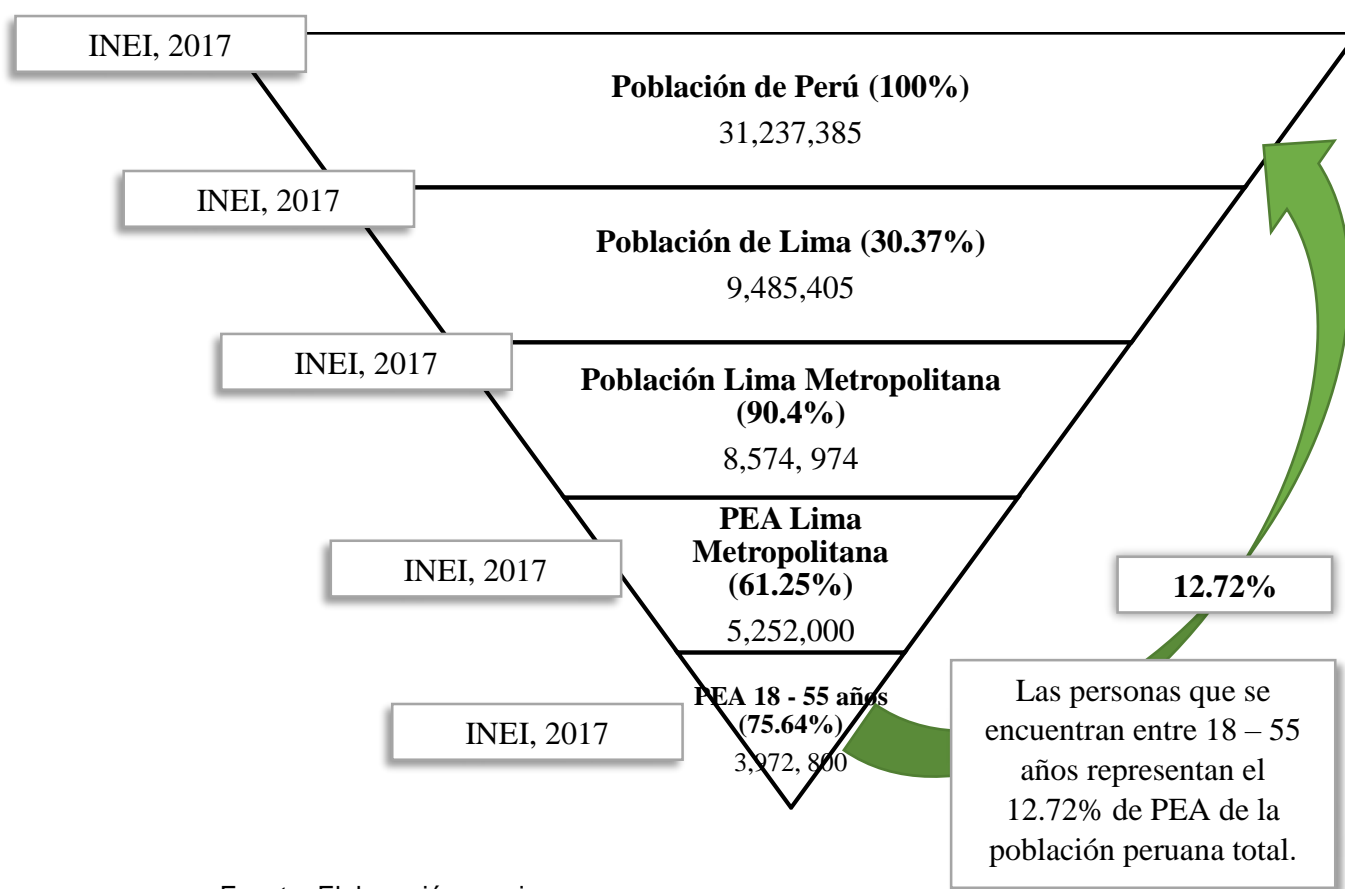 INEI, 2017
Población de Perú (100%)
31,237,385
INEI, 2017
Población de Lima (30.37%)
9,485,405
INEI, 2017
Población Lima Metropolitana
(90.4%)
8,574, 974
INEI, 2017
PEA Lima
Metropolitana
(61.25%)
5,252,000
12.72%
INEI, 2017
PEA 18 - 55 años
(75.64%)
3,972, 800
Las personas que se
encuentran entre 18 – 55
años representan el
12.72% de PEA de la
población peruana total.